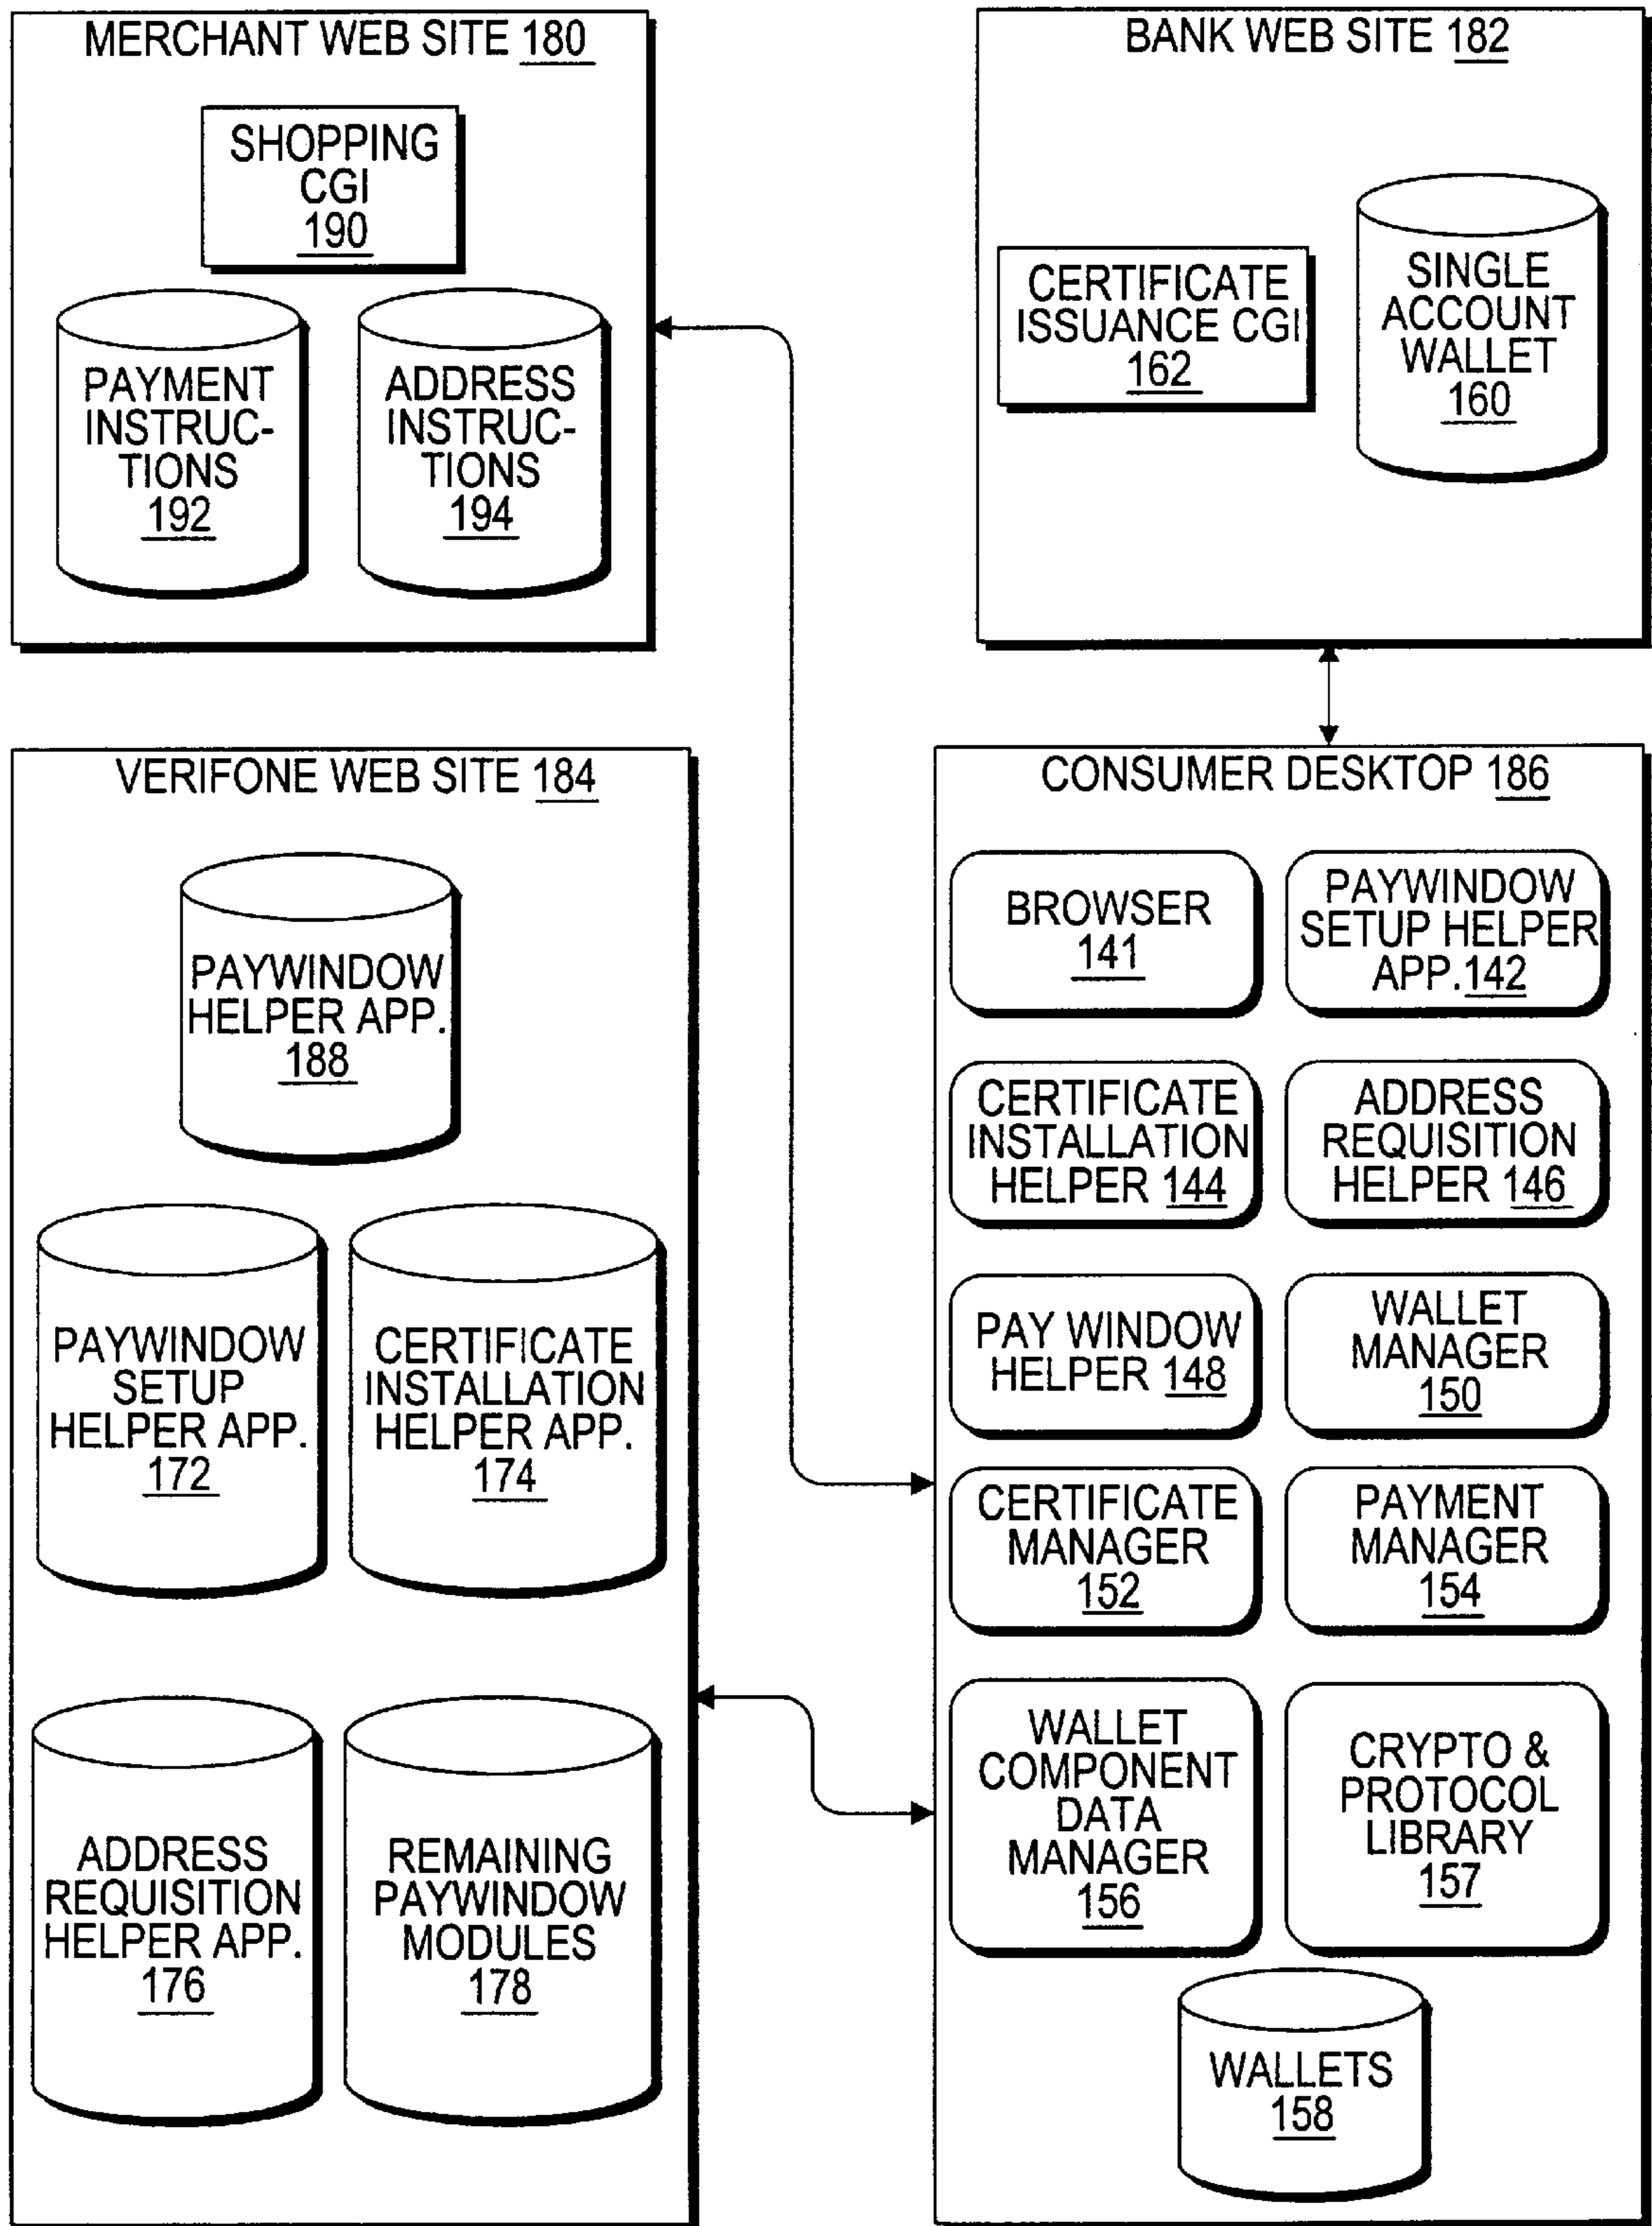 MERCHANT WEB SITE 180
SHOPPING
CGI
190
PAYMENT
INSTRUC-
TIONS
192
ADDRESS
INSTRUC-
TIONS
194
BANK WEB SITE 182
CERTIFICATE
ISSUANCE CGI
162
SINGLE
ACCOUNT
WALLET
160
VERIFONE WEB SITE 184
PAYWINDOW
HELPER APP.
188
PAYWINDOW
SETUP
HELPER APP.
172
CERTIFICATE
INSTALLATION
HELPER APP.
174
ADDRESS
REQUISITION
HELPER APP.
176
REMAINING
PAYWINDOW
MODULES
178
CONSUMER DESKTOP 186
BROWSER
141
PAYWINDOW
SETUP HELPER
APP.142
CERTIFICATE
INSTALLATION
HELPER 144
ADDRESS
REQUISITION
HELPER 146
PAY WINDOW
HELPER 148
WALLET
MANAGER
150
CERTIFICATE
MANAGER
152
PAYMENT
MANAGER
154
WALLET
COMPONENT
DATA
MANAGER
156
CRYPTO &
PROTOCOL
LIBRARY
157
WALLETS
158